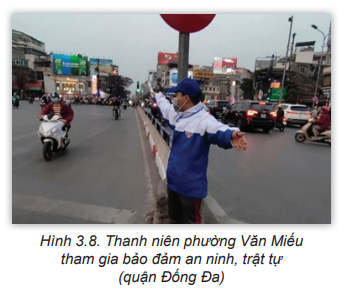 Hình 3.8. Thanh niên phường Văn Miếu
tham gia bảo đảm an ninh, trật tự
(quận Đống Đa)